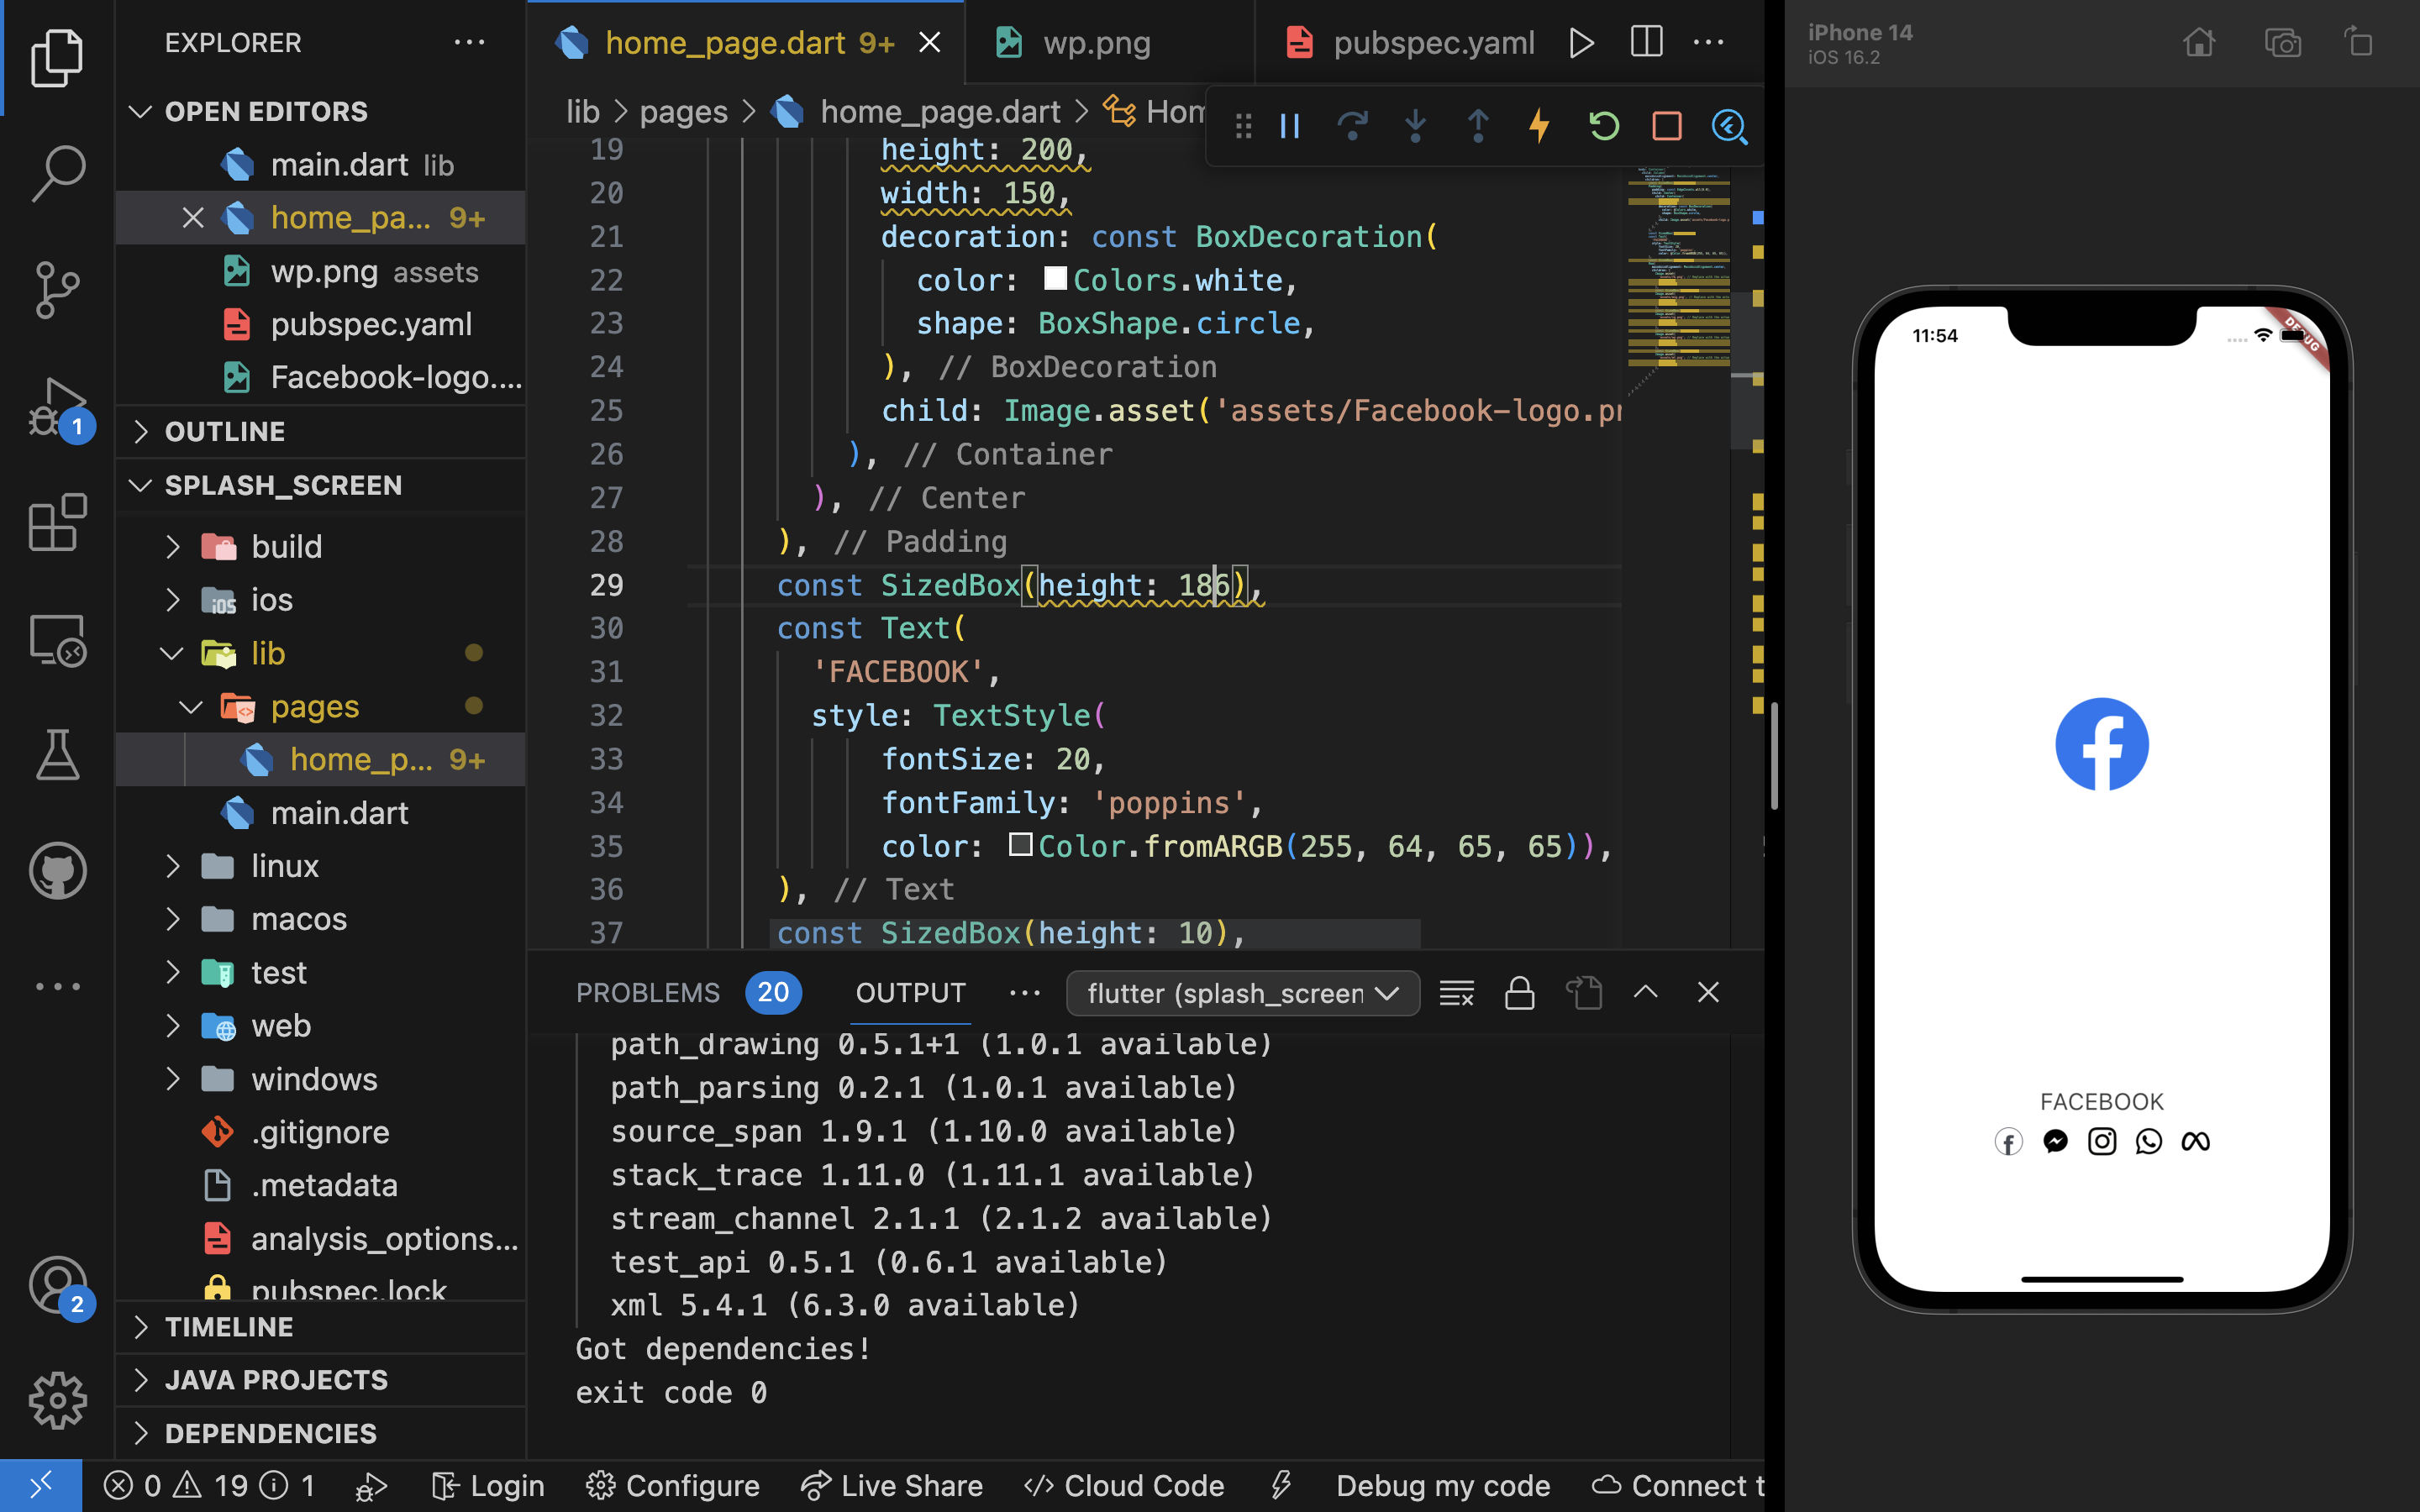 EXPLORER
OPEN EDITORS
main.dart lib
home_pa... 9+
wp.png assets
pubspec.yaml
Facebook-logo....
OUTLINE
SPLASH_SCREEN
build
ios
lib
pages
home_p... 9+
main.dart
linux
macos
test
web
windows
.gitignore
.metadata
analysis_options...
pubspec.lock
TIMELINE
JAVA PROJECTS
DEPENDENCIES
1
2
home_page.dart 9+
wp.png
pubspec.yaml
lib > pages > home_page.dart > Hom
19 height: 200,
20 width: 150,
21 decoration: const BoxDecoration(
22 color: Colors.white,
23 shape: BoxShape.circle,
24 ), // BoxDecoration
25 child: Image.asset('assets/Facebook-logo.pr
26 ), // Container
27 ), // Center
28 ), // Padding
29 const SizedBox(height: 186),
30 const Text(
31 'FACEBOOK',
32 style: TextStyle(
33 fontSize: 20,
34 fontFamily: 'poppins',
35 color: Color.fromARGB(255, 64, 65, 65)),
36 ), // Text
37 const SizedBox(height: 10),
PROBLEMS 20 OUTPUT flutter (splash_screen
path_drawing 0.5.1+1 (1.0.1 available)
path_parsing 0.2.1 (1.0.1 available)
source_span 1.9.1 (1.10.0 available)
stack_trace 1.11.0 (1.11.1 available)
stream_channel 2.1.1 (2.1.2 available)
test_api 0.5.1 (0.6.1 available)
xml 5.4.1 (6.3.0 available)
Got dependencies!
exit code 0
0 19 1 Login Configure Live Share Cloud Code Debug my code Connect t
iPhone 14
iOS 16.2
11:54
DEBUG
FACEBOOK